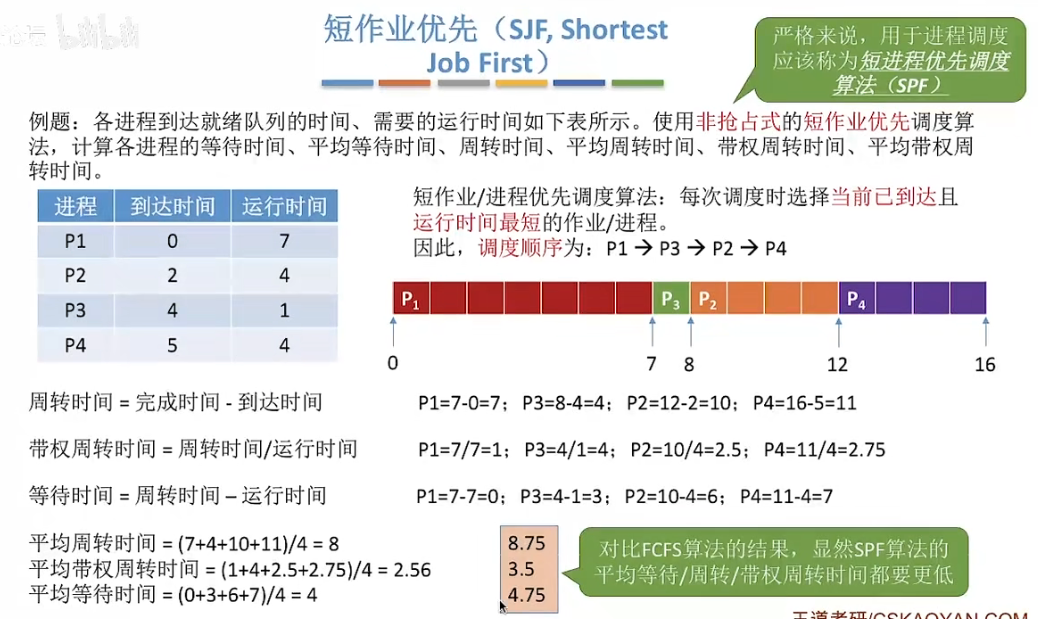 bilibili
短作业优先（SJF, Shortest
Job First）
严格来说，用于进程调度
应该称为短进程优先调度
算法（SPF）
例题：各进程到达就绪队列的时间、需要的运行时间如下表所示。使用非抢占式的短作业优先调度算
法，计算各进程的等待时间、平均等待时间、周转时间、平均周转时间、带权周转时间、平均带权周
转时间。
进程 到达时间 运行时间
P1 0 7
P2 2 4
P3 4 1
P4 5 4
短作业/进程优先调度算法：每次调度时选择当前已到达且
运行时间最短的作业/进程。
因此，调度顺序为：P1 → P3 → P2 → P4
P1 P3 P2 P4
0 7 8 12 16
周转时间 = 完成时间 - 到达时间 P1=7-0=7；P3=8-4=4；P2=12-2=10；P4=16-5=11
带权周转时间 = 周转时间/运行时间 P1=7/7=1；P3=4/1=4；P2=10/4=2.5；P4=11/4=2.75
等待时间 = 周转时间 – 运行时间 P1=7-7=0；P3=4-1=3；P2=10-4=6；P4=11-4=7
平均周转时间 = (7+4+10+11)/4 = 8
平均带权周转时间 = (1+4+2.5+2.75)/4 = 2.56
平均等待时间 = (0+3+6+7)/4 = 4
8.75
3.5
4.75
对比FCFS算法的结果，显然SPF算法的
平均等待/周转/带权周转时间都要更低
王道考研/CSKAOYAN.COM